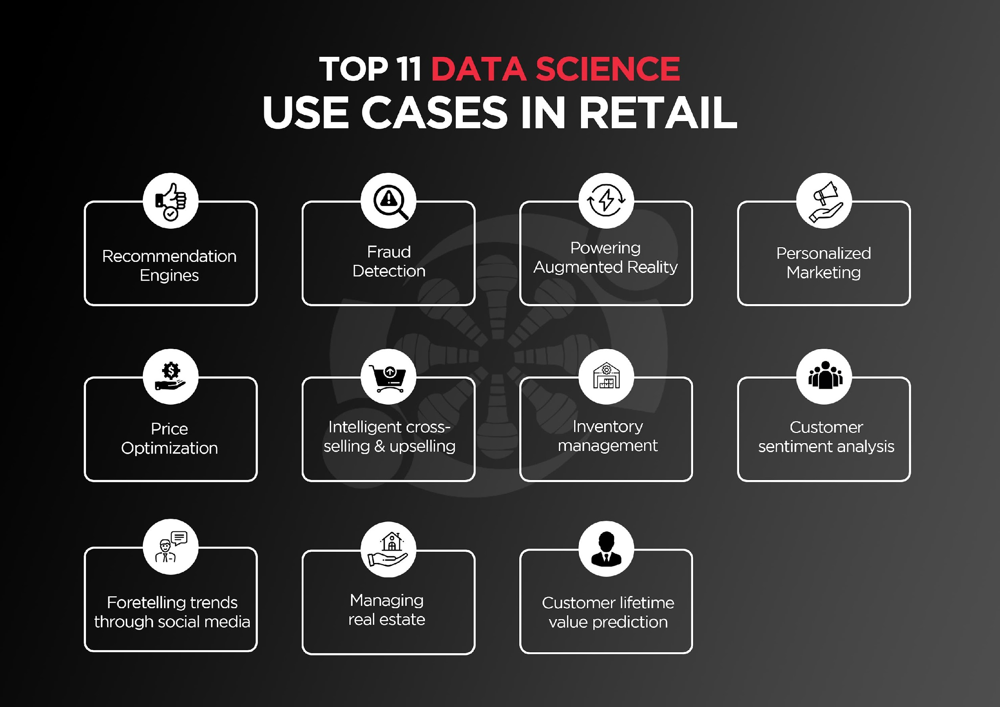 TOP 11 DATA SCIENCE
USE CASES IN RETAIL
Recommendation
Engines
Fraud
Detection
Powering
Augmented Reality
Personalized
Marketing
Price
Optimization
Intelligent cross-
selling & upselling
Inventory
management
Customer
sentiment analysis
Foretelling trends
through social media
Managing
real estate
Customer lifetime
value prediction